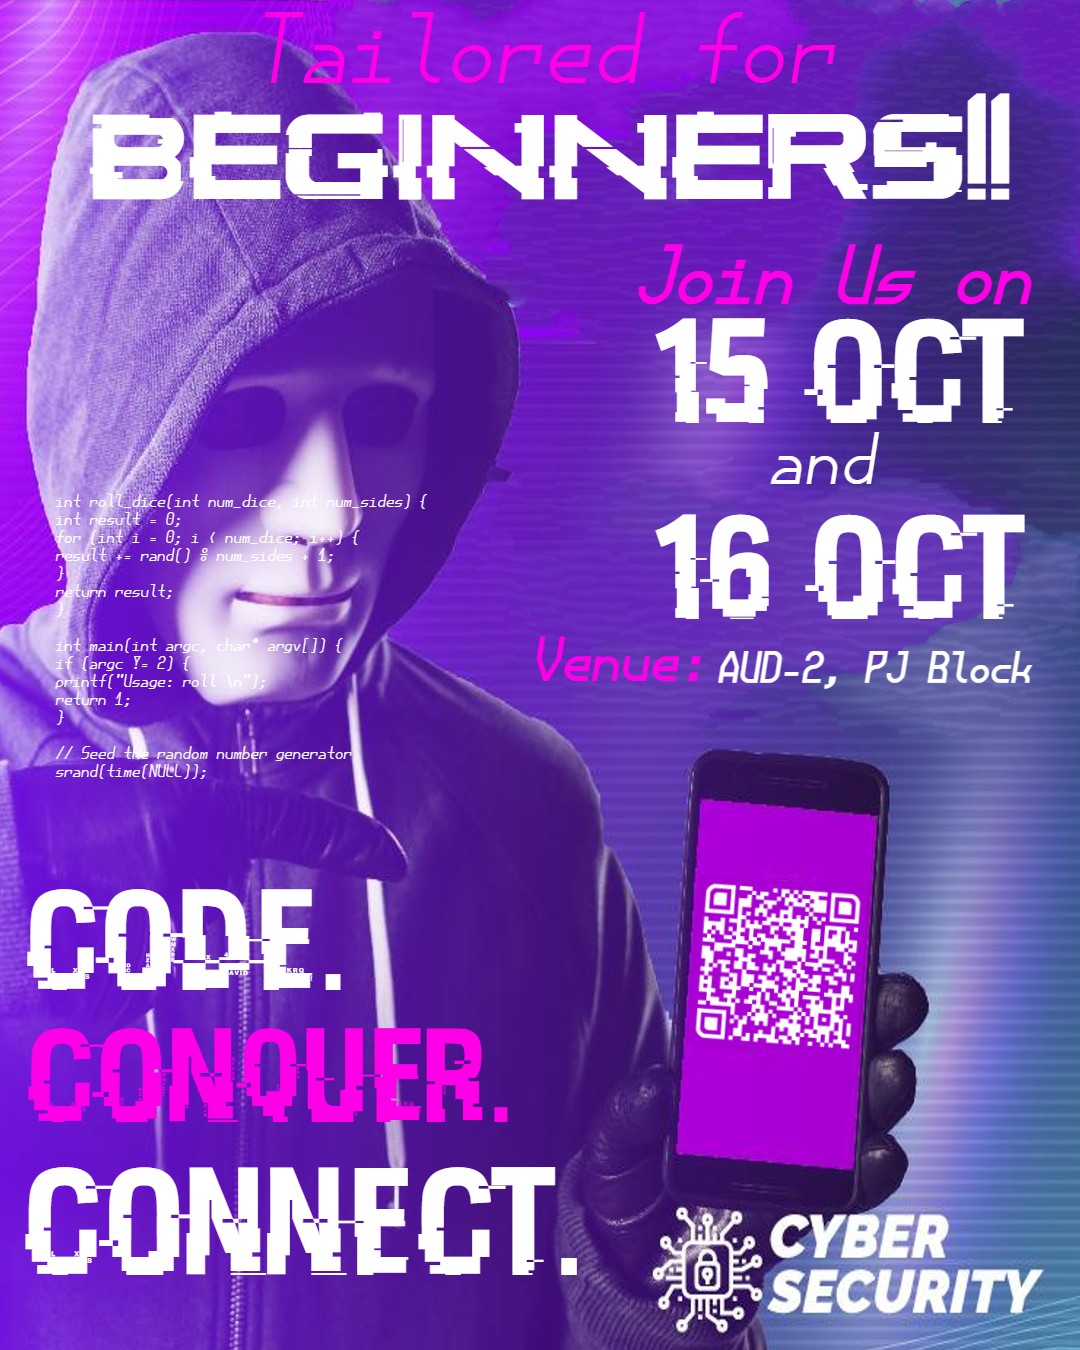 Tailored for
BEGINNERS!!
Join Us on
15 OCT
and
16 OCT
Venue: AUD-2, PJ Block
int roll_dice(int num_dice, int num_sides) {
int result = 0;
for (int i = 0; i < num_dice; i++) {
result += rand() % num_sides + 1;
}
return result;
}
int main(int argc, char* argv[]) {
if (argc != 2) {
printf("Usage: roll \n");
return 1;
}
// Seed the random number generator
srand(time(NULL));
CODE.
CONQUER.
CONNECT.
CYBER
SECURITY